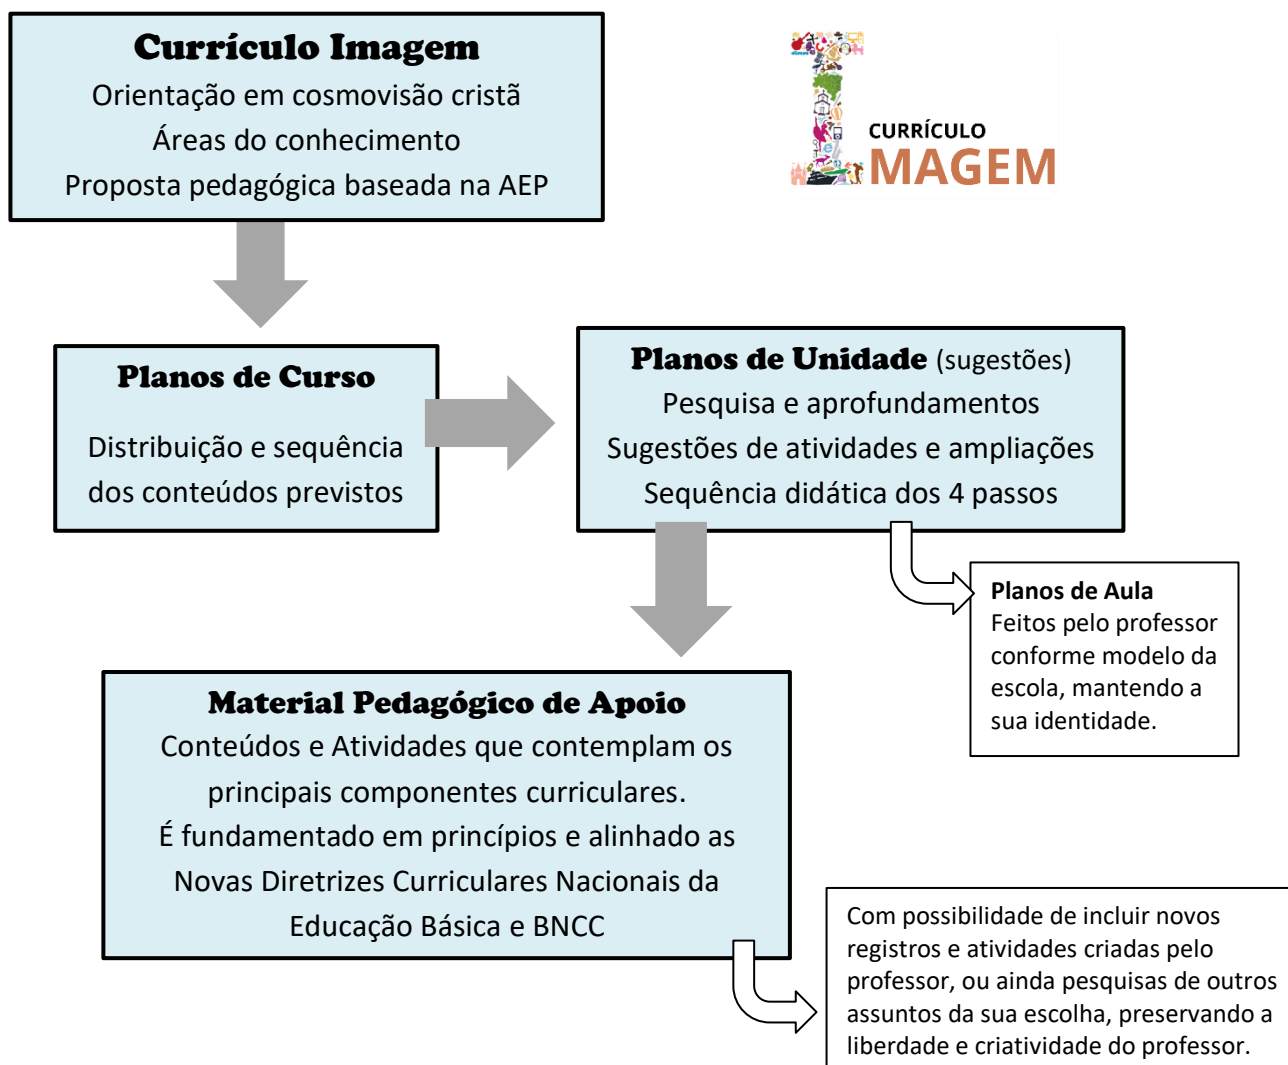 Currículo Imagem
Orientação em cosmovisão cristã
Áreas do conhecimento
Proposta pedagógica baseada na AEP
CURRÍCULO
IMAGEM
Planos de Curso
Distribuição e sequência
dos conteúdos previstos
Planos de Unidade (sugestões)
Pesquisa e aprofundamentos
Sugestões de atividades e ampliações
Sequência didática dos 4 passos
Planos de Aula
Feitos pelo professor
conforme modelo da
escola, mantendo a
sua identidade.
Material Pedagógico de Apoio
Conteúdos e Atividades que contemplam os
principais componentes curriculares.
É fundamentado em princípios e alinhado as
Novas Diretrizes Curriculares Nacionais da
Educação Básica e BNCC
Com possibilidade de incluir novos
registros e atividades criadas pelo
professor, ou ainda pesquisas de outros
assuntos da sua escolha, preservando a
liberdade e criatividade do professor.